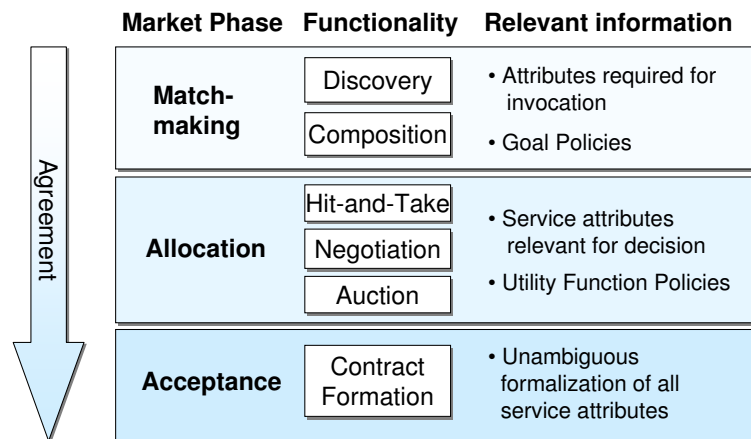 Market Phase Functionality Relevant information
Agreement
Match-
making
Discovery
Composition
• Attributes required for
invocation
• Goal Policies
Allocation
Hit-and-Take
Negotiation
Auction
• Service attributes
relevant for decision
• Utility Function Policies
Acceptance
Contract
Formation
• Unambiguous
formalization of all
service attributes